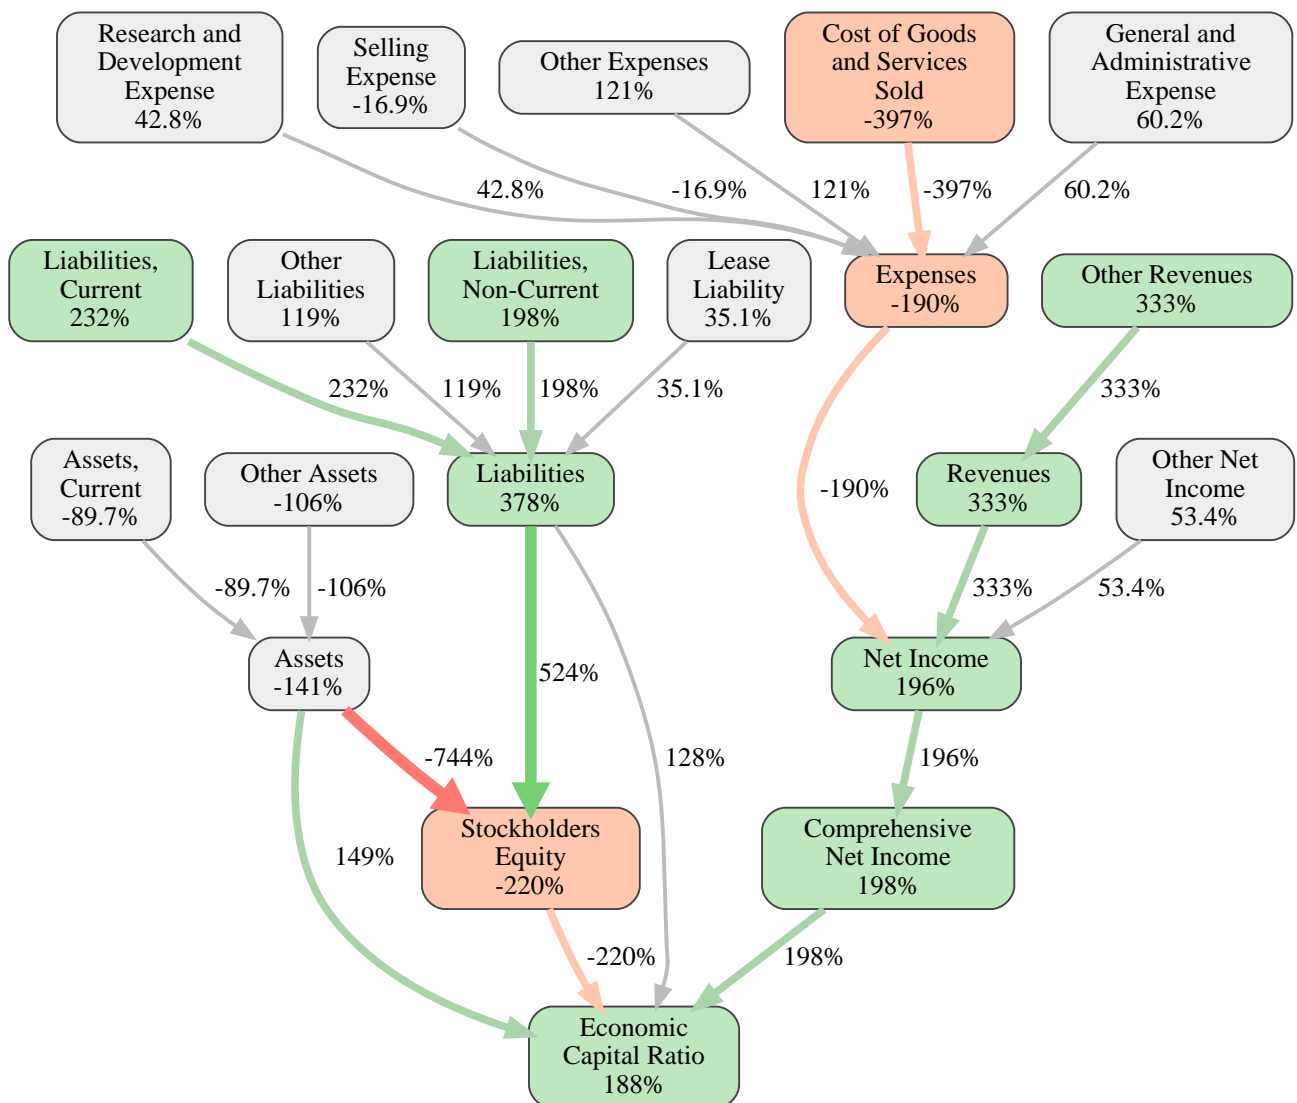 Research and
Development
Expense
42.8%
Selling
Expense
-16.9%
Other Expenses
121%
Cost of Goods
and Services
Sold
-397%
General and
Administrative
Expense
60.2%
42.8%
-16.9%
121%
-397%
60.2%
Liabilities,
Current
232%
Other
Liabilities
119%
Liabilities,
Non-Current
198%
Lease
Liability
35.1%
Expenses
-190%
Other Revenues
333%
232%
119%
198%
35.1%
333%
Assets,
Current
-89.7%
Other Assets
-106%
Liabilities
378%
-190%
Revenues
333%
Other Net
Income
53.4%
-89.7%
-106%
333%
53.4%
Assets
-141%
524%
Net Income
196%
-744%
128%
196%
149%
Stockholders
Equity
-220%
Comprehensive
Net Income
198%
-220%
198%
Economic
Capital Ratio
188%